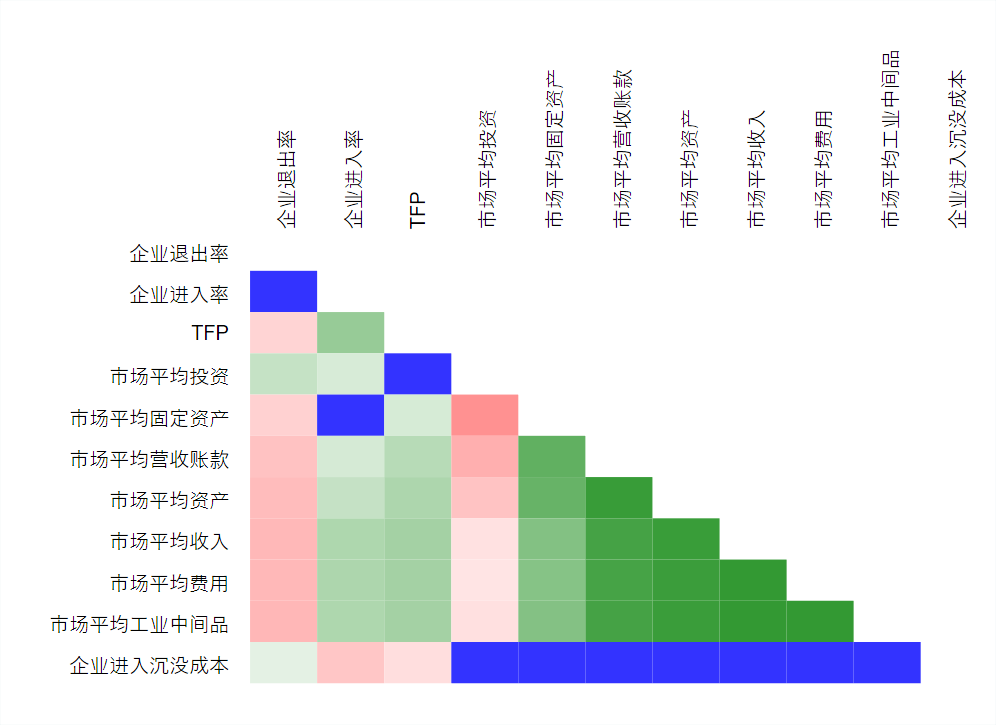 企业退出率
企业进入率
TFP
市场平均投资
市场平均固定资产
市场平均营收账款
市场平均资产
市场平均收入
市场平均费用
市场平均工业中间品
企业进入沉没成本
企业退出率
企业进入率
TFP
市场平均投资
市场平均固定资产
市场平均营收账款
市场平均资产
市场平均收入
市场平均费用
市场平均工业中间品
企业进入沉没成本